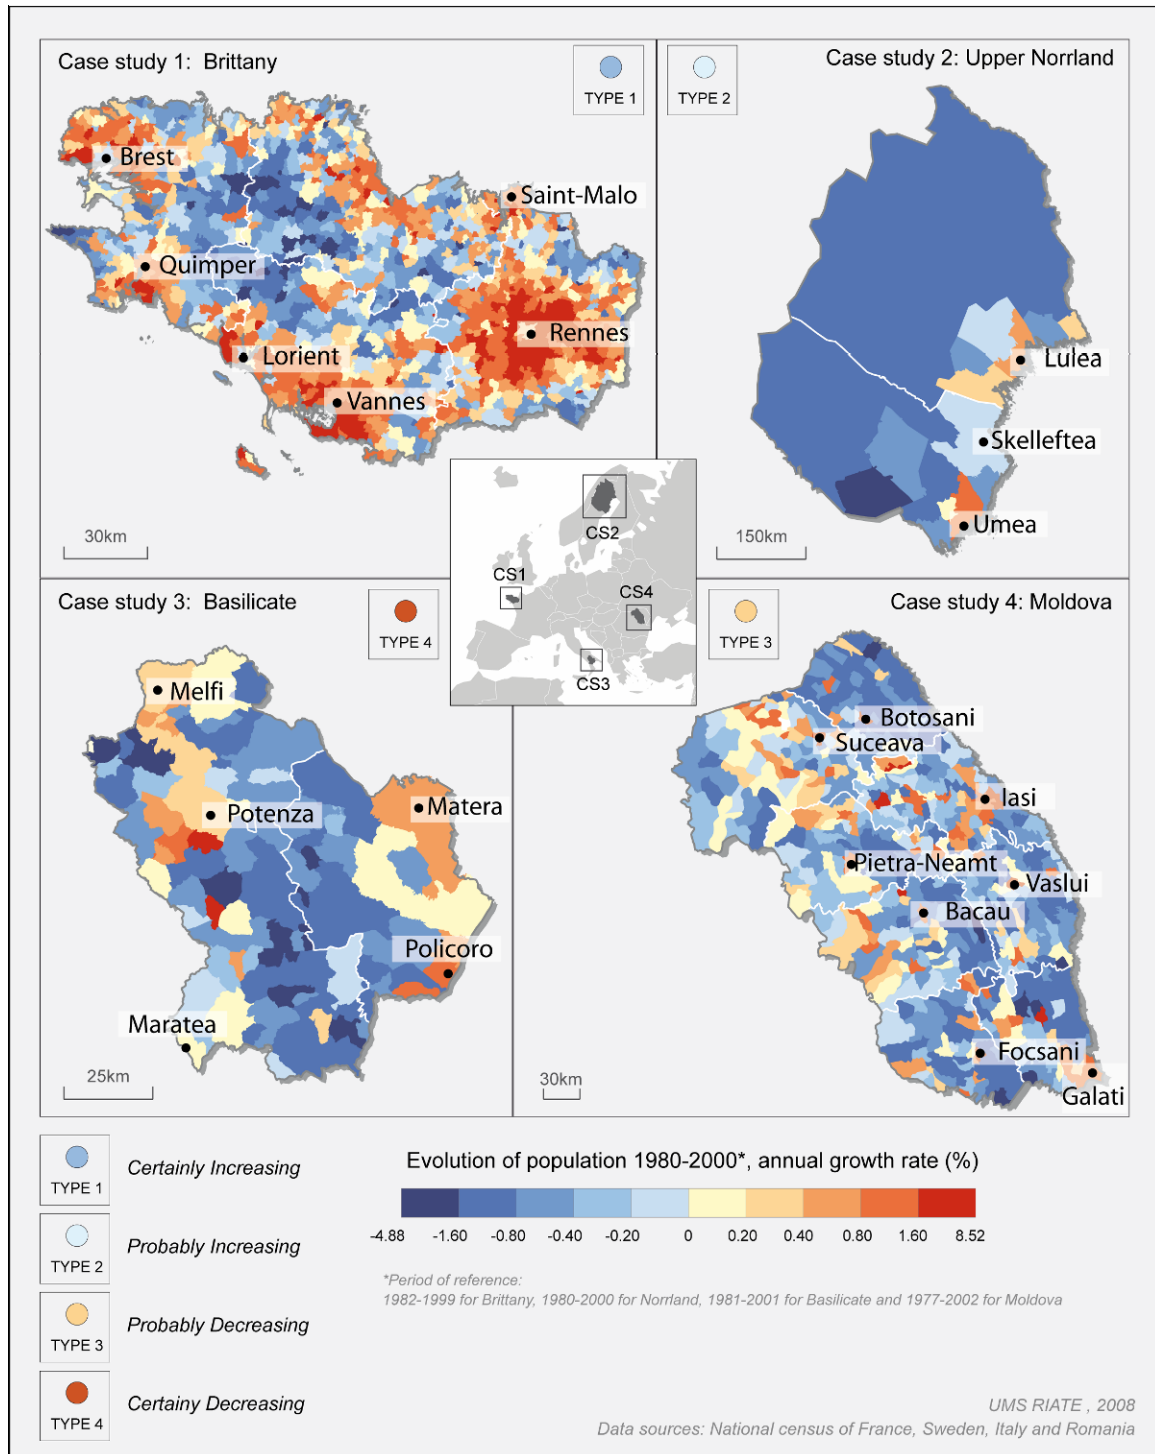 Case study 1: Brittany
TYPE 1
TYPE 2
Case study 2: Upper Norrland
Brest
Saint-Malo
Quimper
Rennes
Lorient
Vannes
30km
Lulea
Skelleftea
Umea
150km
CS2
CS1
CS4
CS3
Case study 3: Basilicate
TYPE 4
TYPE 3
Case study 4: Moldova
Melfi
Matera
Potenza
Policoro
Maratea
25km
Botosani
Suceava
Iasi
Pietra-Neamt
Vaslui
Bacau
Focsani
Galati
30km
TYPE 1
Certainly Increasing
TYPE 2
Probably Increasing
TYPE 3
Probably Decreasing
TYPE 4
Certainy Decreasing
Evolution of population 1980-2000*, annual growth rate (%)
-4.88 -1.60 -0.80 -0.40 -0.20 0 0.20 0.40 0.80 1.60 8.52
*Period of reference:
1982-1999 for Brittany, 1980-2000 for Norrland, 1981-2001 for Basilicate and 1977-2002 for Moldova
UMS RIATE , 2008
Data sources: National census of France, Sweden, Italy and Romania